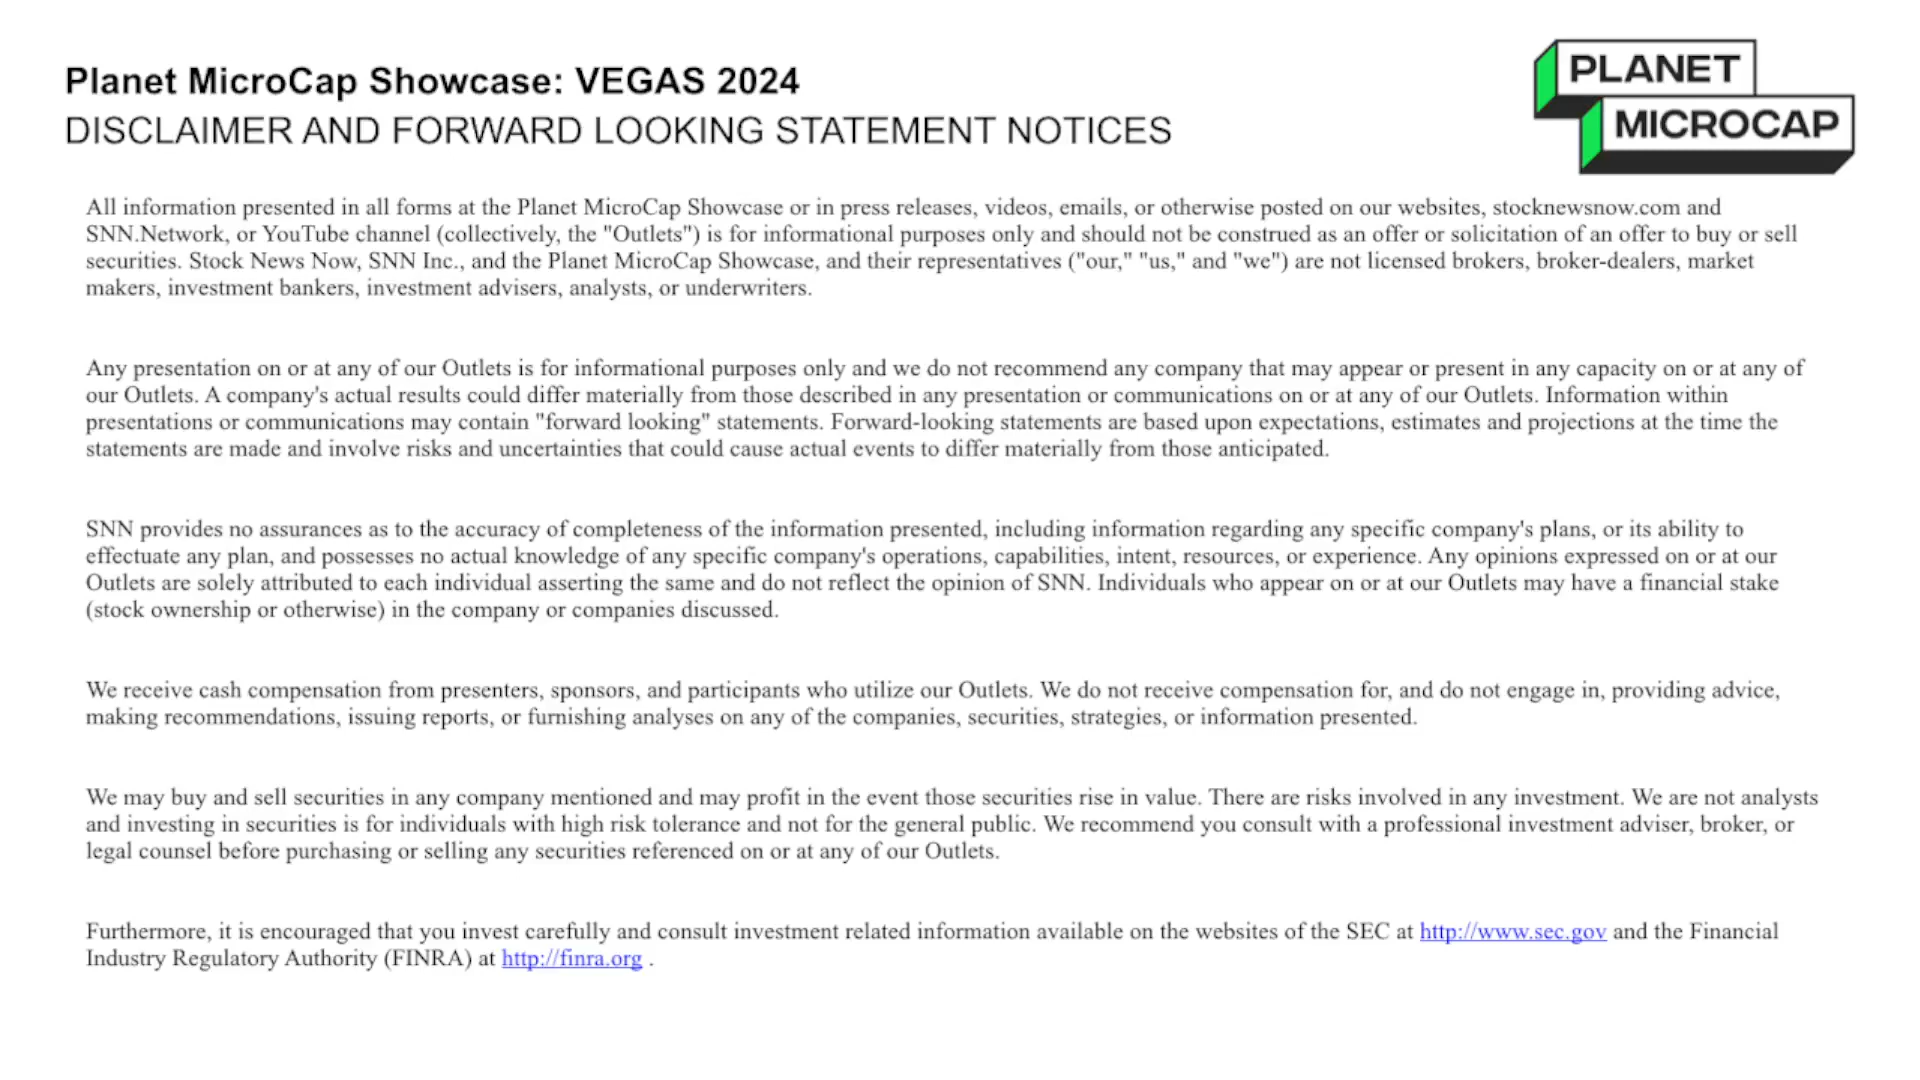 Planet MicroCap Showcase: VEGAS 2024
DISCLAIMER AND FORWARD LOOKING STATEMENT NOTICES
PLANET
MICROCAP
All information presented in all forms at the Planet MicroCap Showcase or in press releases, videos, emails, or otherwise posted on our websites, stocknewsnow.com and
SNN.Network, or YouTube channel (collectively, the "Outlets") is for informational purposes only and should not be construed as an offer or solicitation of an offer to buy or sell
securities. Stock News Now, SNN Inc., and the Planet MicroCap Showcase, and their representatives ("our," "us," and "we") are not licensed brokers, broker-dealers, market
makers, investment bankers, investment advisers, analysts, or underwriters.
Any presentation on or at any of our Outlets is for informational purposes only and we do not recommend any company that may appear or present in any capacity on or at any of
our Outlets. A company's actual results could differ materially from those described in any presentation or communications on or at any of our Outlets. Information within
presentations or communications may contain "forward looking" statements. Forward-looking statements are based upon expectations, estimates and projections at the time the
statements are made and involve risks and uncertainties that could cause actual events to differ materially from those anticipated.
SNN provides no assurances as to the accuracy of completeness of the information presented, including information regarding any specific company's plans, or its ability to
effectuate any plan, and possesses no actual knowledge of any specific company's operations, capabilities, intent, resources, or experience. Any opinions expressed on or at our
Outlets are solely attributed to each individual asserting the same and do not reflect the opinion of SNN. Individuals who appear on or at our Outlets may have a financial stake
(stock ownership or otherwise) in the company or companies discussed.
We receive cash compensation from presenters, sponsors, and participants who utilize our Outlets. We do not receive compensation for, and do not engage in, providing advice,
making recommendations, issuing reports, or furnishing analyses on any of the companies, securities, strategies, or information presented.
We may buy and sell securities in any company mentioned and may profit in the event those securities rise in value. There are risks involved in any investment. We are not analysts
and investing in securities is for individuals with high risk tolerance and not for the general public. We recommend you consult with a professional investment adviser, broker, or
legal counsel before purchasing or selling any securities referenced on or at any of our Outlets.
Furthermore, it is encouraged that you invest carefully and consult investment related information available on the websites of the SEC at http://www.sec.gov and the Financial
Industry Regulatory Authority (FINRA) at http://finra.org .